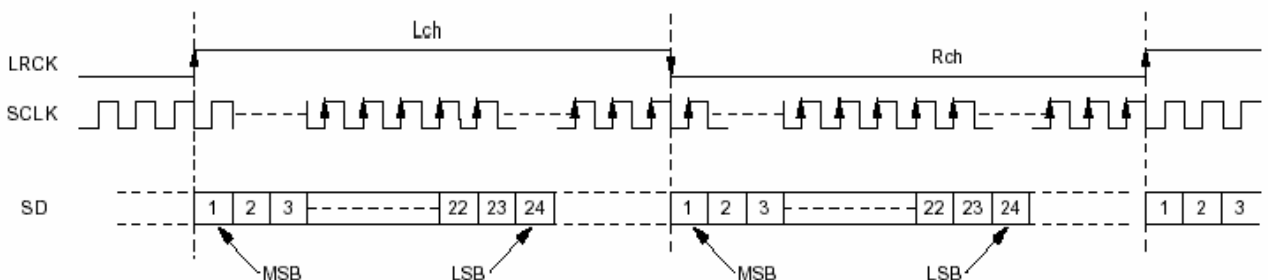 Lch
LRCK
Rch
SCLK
SD
1 2 3 22 23 24 1 2 3 22 23 24 1 2 3
MSB LSB MSB LSB